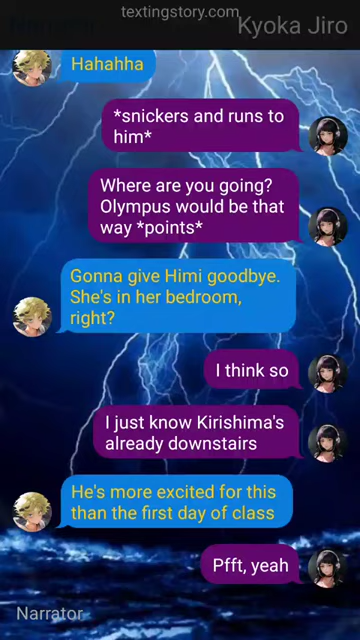 textingstory.com
Kyoka Jiro
Hahahha
*snickers and runs to
him*
Where are you going?
Olympus would be that
way *points*
Gonna give Himi goodbye.
She's in her bedroom,
right?
I think so
I just know Kirishima's
already downstairs
He's more excited for this
than the first day of class
Pfft, yeah
Narrator